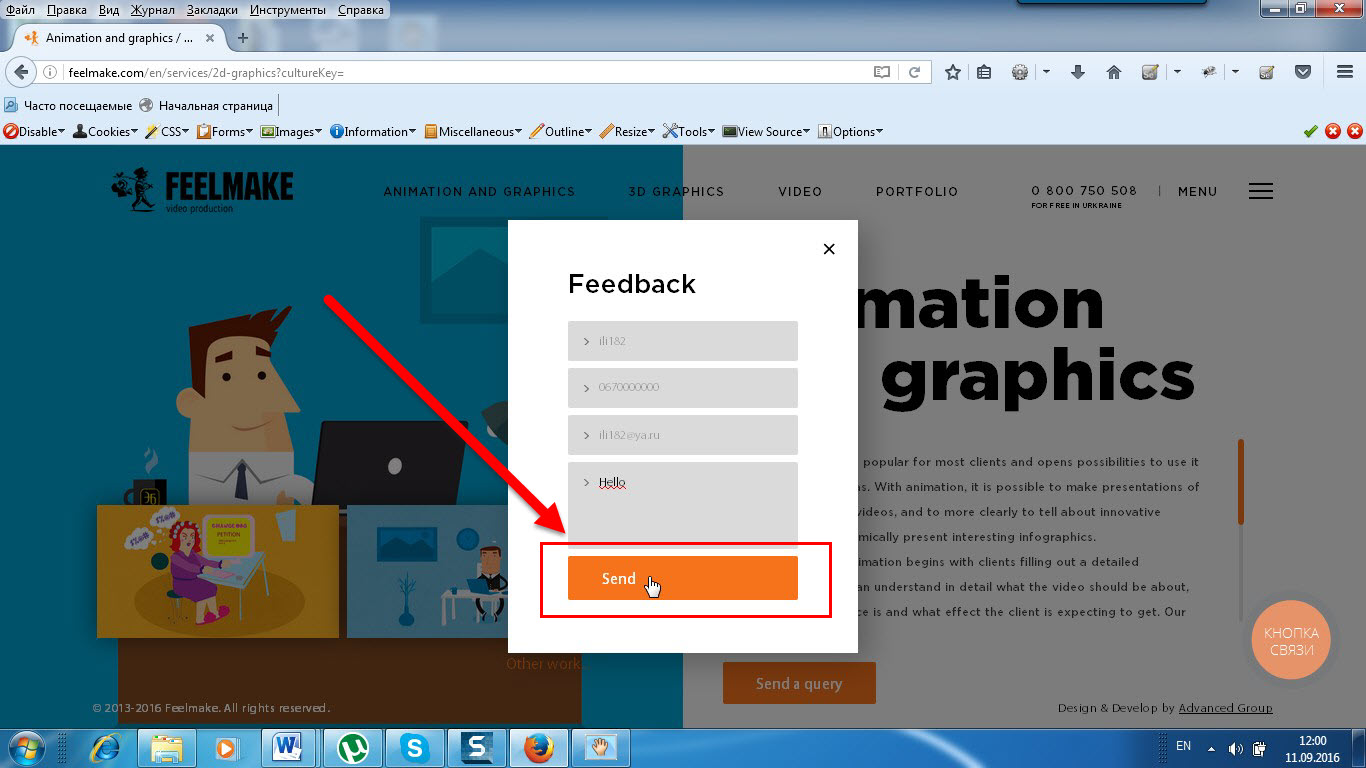 Файл Правка Вид Журнал Закладки Инструменты Справка
Animation and graphics / ...
feelmake.com/en/services/2d-graphics?cultureKey=
Часто посещаемые Начальная страница
Disable Cookies CSS Forms Images Information Miscellaneous Outline Resize Tools View Source Options
FEELMAKE
video production
ANIMATION AND GRAPHICS 3D GRAPHICS VIDEO PORTFOLIO
0 800 750 508 | MENU
FOR FREE IN URKRAINE
Feedback
ili182
0670000000
ili182@ya.ru
Hello
Send
mation
graphics
popular for most clients and opens possibilities to use it
as. With animation, it is possible to make presentations of
videos, and to more clearly to tell about innovative
mically present interesting infographics.
imation begins with clients filling out a detailed
an understand in detail what the video should be about,
ce is and what effect the client is expecting to get. Our
PETITION
КНОПКА
СВЯЗИ
Other work..
Send a query
© 2013-2016 Feelmake. All rights reserved.
Design & Develop by Advanced Group
EN
12:00
11.09.2016